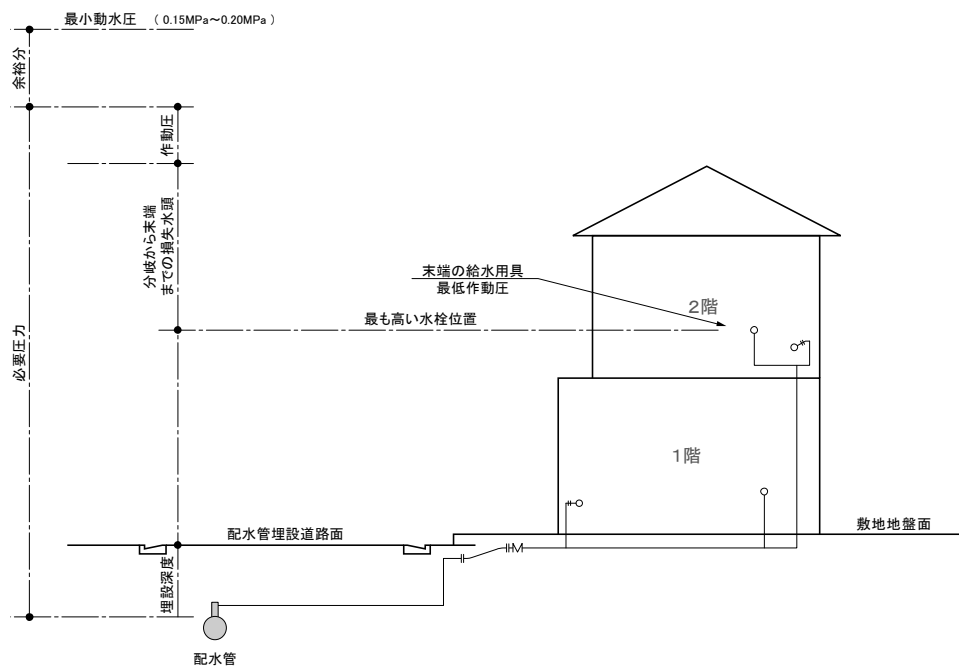 最小動水圧 （0.15MPa～0.20MPa）
余裕分
作動圧
分岐から末端
までの損失水頭
末端の給水用具
最低作動圧
2階
最も高い水栓位置
必要圧力
1階
配水管埋設道路面
敷地地盤面
埋設深度
配水管